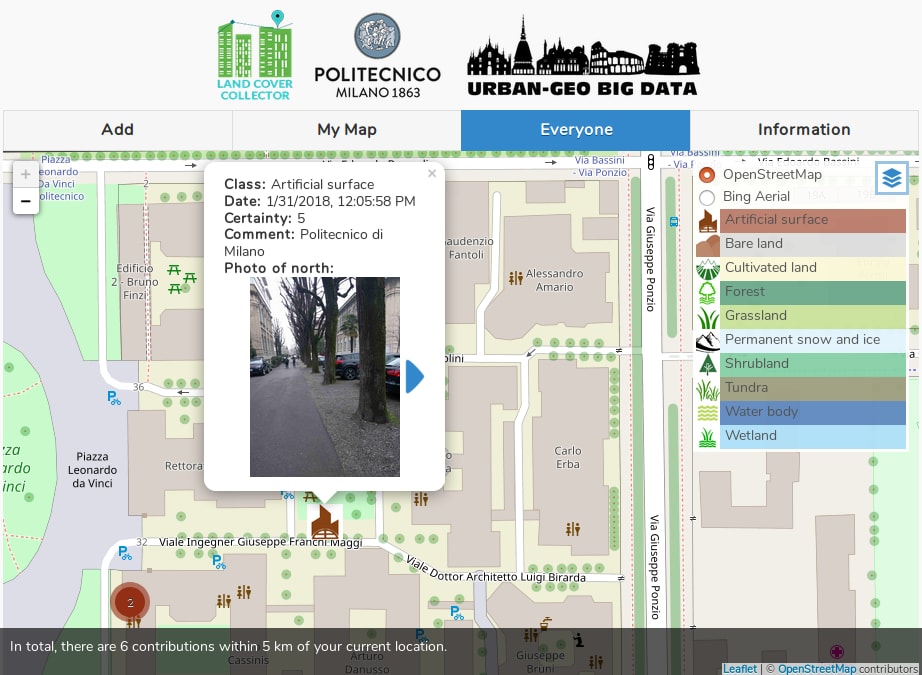 LAND COVER
COLLECTOR
POLITECNICO
MILANO 1863
URBAN-GEO BIG DATA
Add
My Map
Everyone
Information
Piazza
Leonardo
Da Vinci
Politecnico
2
Via Bassini
- Via Ponzio
Via Bassini
- Via Ponzio
Via Edoardo Bassini
+
−
×
Class: Artificial surface
Date: 1/31/2018, 12:05:58 PM
Certainty: 5
Comment: Politecnico di
Milano
Photo of north:
OpenStreetMap
Bing Aerial
Artificial surface
Bare land
Cultivated land
Forest
Grassland
Permanent snow and ice
Shrubland
Tundra
Water body
Wetland
Edificio
2 - Bruno
Finzi
Gaudenzio
Fantoli
Alessandro
Amario
Via Giuseppe Ponzio
36
Piazza
Leonardo
da Vinci
Carlo
Erba
32
Viale Ingegner Giuseppe Franchi Maggi
Viale Dottor Architetto Luigi Birarda
Via Giuseppe Ponzio
2
In total, there are 6 contributions within 5 km of your current location.
Cassinis
Arturo
Danusso
Giuseppe
Bruni
Leaflet | © OpenStreetMap contributors